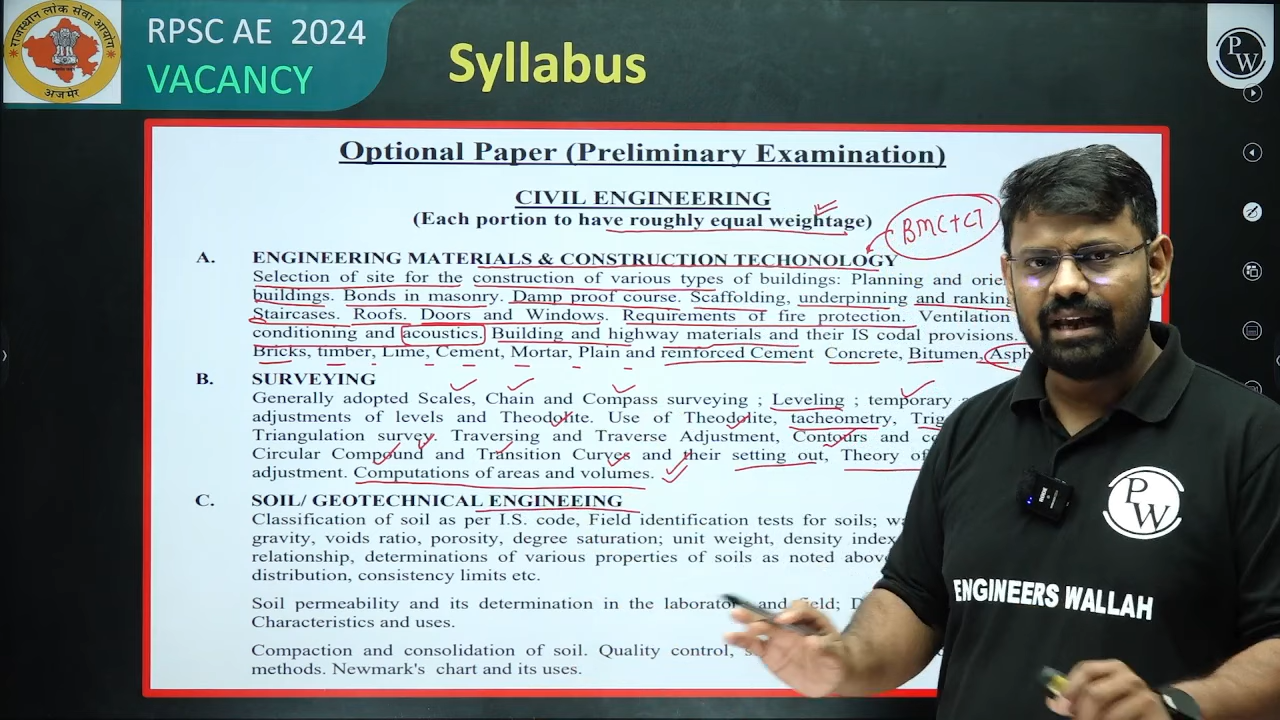 राजस्थान लोक सेवा आयोग
अजमेर
RPSC AE 2024
VACANCY
Syllabus
P
W
Optional Paper (Preliminary Examination)
CIVIL ENGINEERING
(Each portion to have roughly equal weightage)
BMC+CT
A. ENGINEERING MATERIALS & CONSTRUCTION TECHONOLOGY
Selection of site for the construction of various types of buildings: Planning and orie
buildings. Bonds in masonry. Damp proof course. Scaffolding, underpinning and ranking
Staircases. Roofs. Doors and Windows. Requirements of fire protection. Ventilation
conditioning and acoustics. Building and highway materials and their IS codal provisions.
Bricks, timber, Lime, Cement, Mortar, Plain and reinforced Cement Concrete, Bitumen, Asph
B. SURVEYING
Generally adopted Scales, Chain and Compass surveying ; Leveling ; temporary a
adjustments of levels and Theodolite. Use of Theodolite, tacheometry, Trig
Triangulation survey. Traversing and Traverse Adjustment, Contours and co
Circular Compound and Transition Curves and their setting out, Theory of
adjustment. Computations of areas and volumes.
C. SOIL/ GEOTECHNICAL ENGINEEING
Classification of soil as per I.S. code, Field identification tests for soils; wa
gravity, voids ratio, porosity, degree saturation; unit weight, density index
relationship, determinations of various properties of soils as noted above
distribution, consistency limits etc.
Soil permeability and its determination in the laborator and field; D
Characteristics and uses.
Compaction and consolidation of soil. Quality control, s
methods. Newmark's chart and its uses.
P
W
ENGINEERS WALLAH